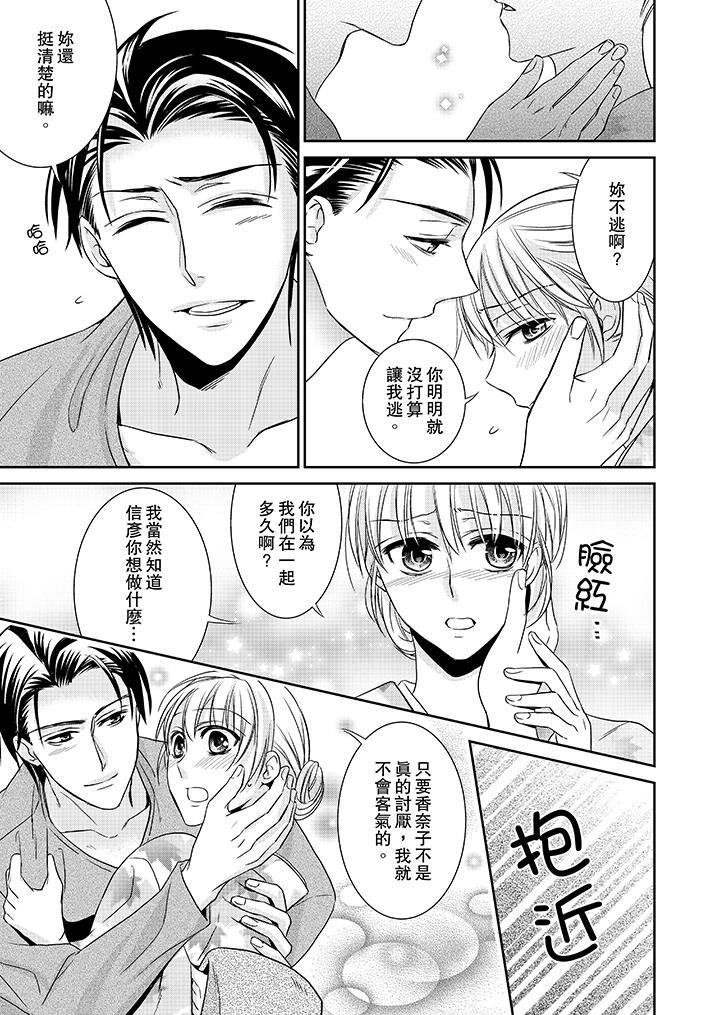 妳不逃啊？
你明明就
沒打算
讓我逃。
妳還
挺清楚的嘛。
哈哈
臉紅…
你以為
我們在一起
多久啊？
我當然知道
信彥你想做什麼…
抱近
只要香奈子不是
真的討厭，我就
不會客氣的。